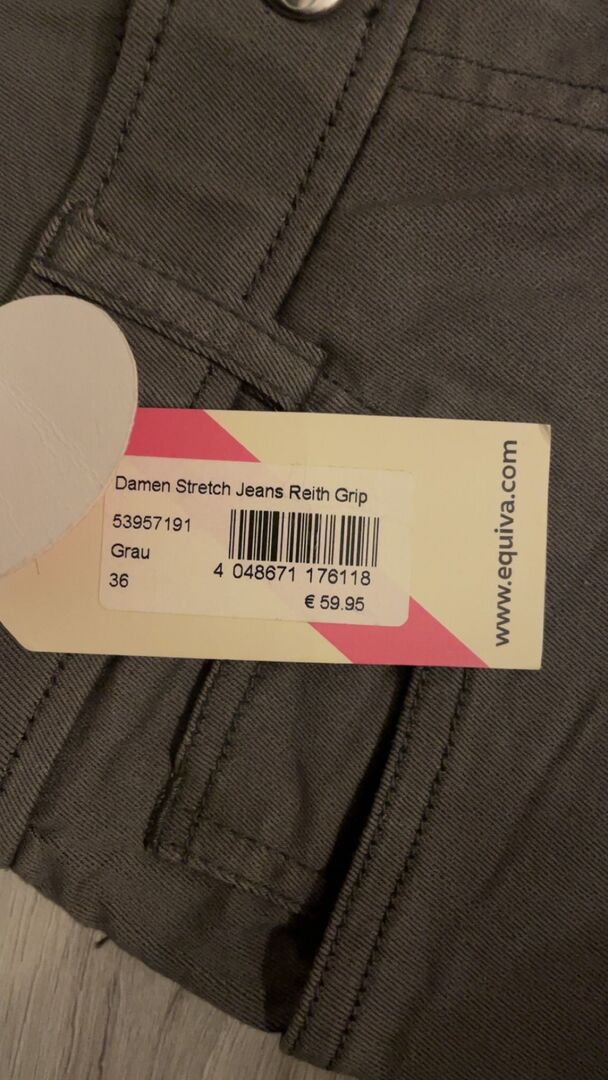 Damen Stretch Jeans Reith Grip
53957191
Grau
36
4 048671 176118
€ 59.95
www.equiva.com